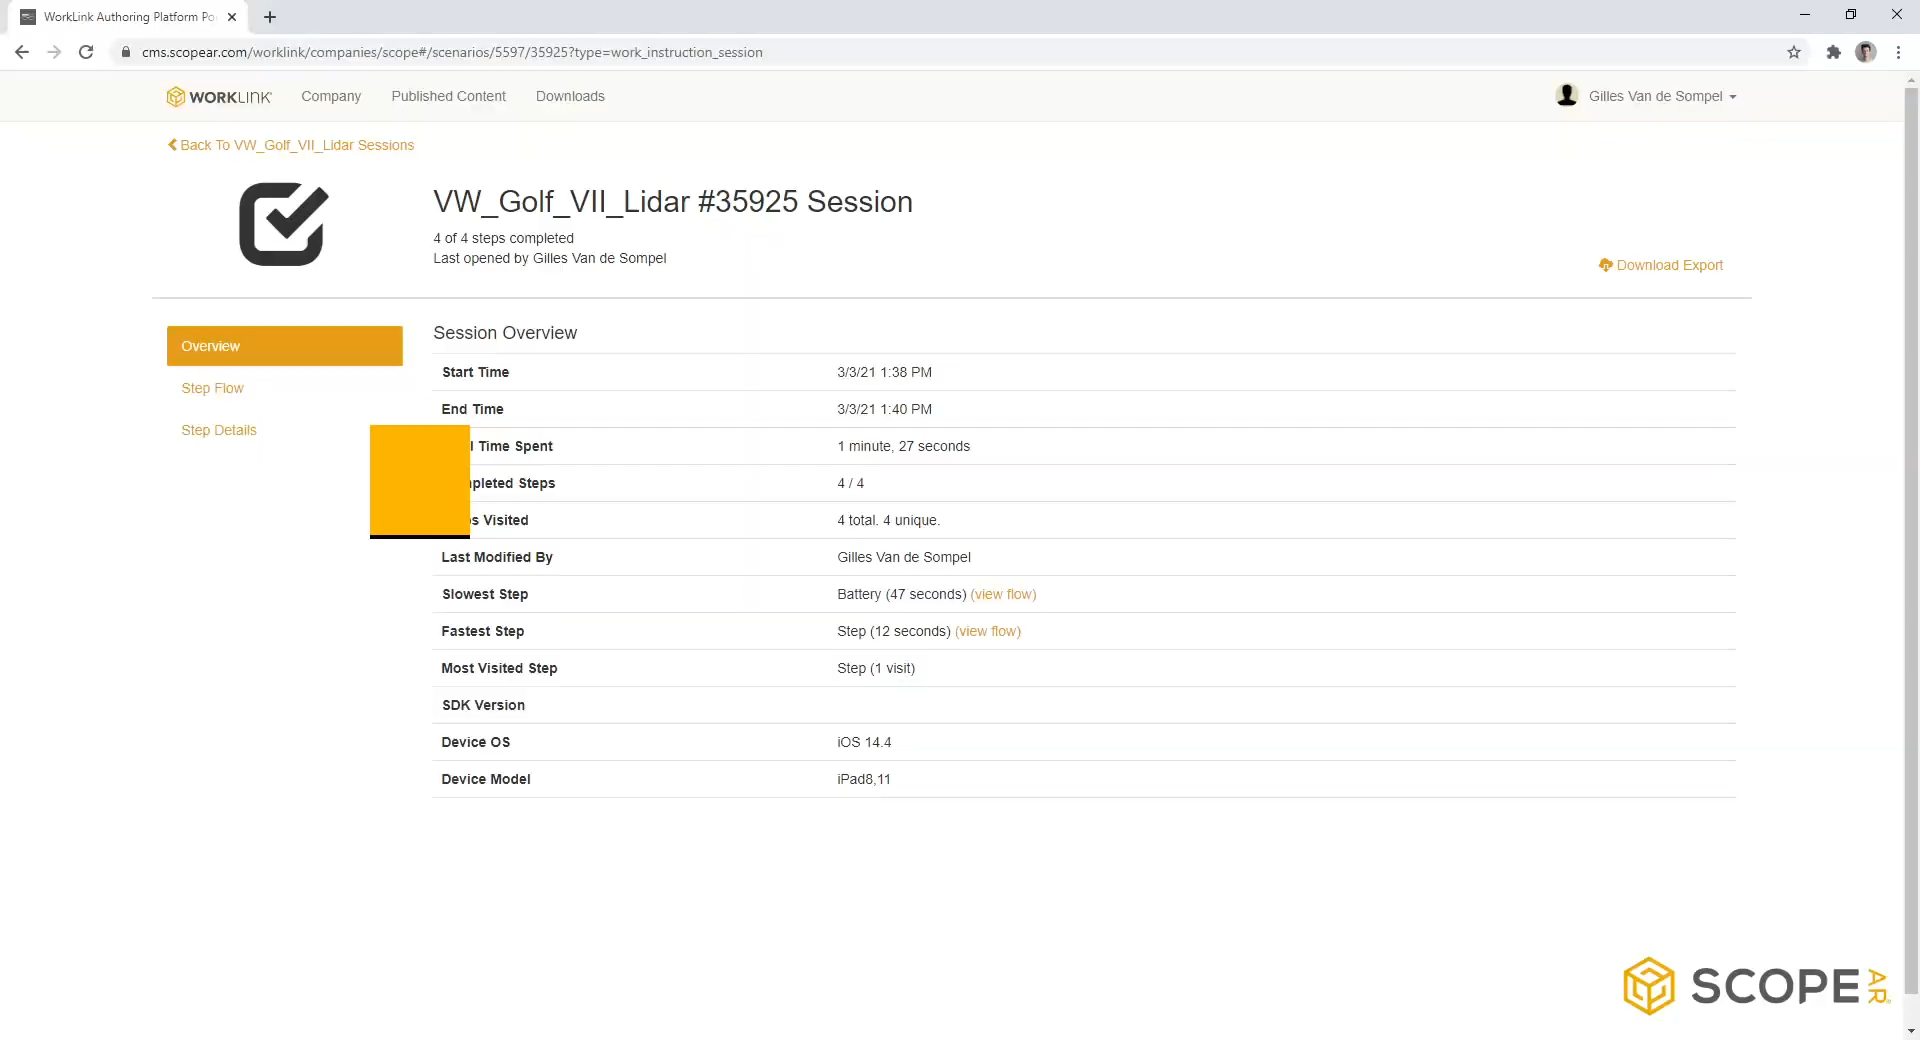 WorkLink Authoring Platform Po
cms.scopear.com/worklink/companies/scope#/scenarios/5597/35925?type=work_instruction_session
WORKLINK
Company
Published Content
Downloads
Gilles Van de Sompel
Back To VW_Golf_VII_Lidar Sessions
VW_Golf_VII_Lidar #35925 Session
4 of 4 steps completed
Last opened by Gilles Van de Sompel
Download Export
Overview
Step Flow
Step Details
Session Overview
Start Time 3/3/21 1:38 PM
End Time 3/3/21 1:40 PM
Time Spent 1 minute, 27 seconds
Steps 4 / 4
Visited 4 total. 4 unique.
Last Modified By Gilles Van de Sompel
Slowest Step Battery (47 seconds) (view flow)
Fastest Step Step (12 seconds) (view flow)
Most Visited Step Step (1 visit)
SDK Version
Device OS iOS 14.4
Device Model iPad8,11
SCOPE AR